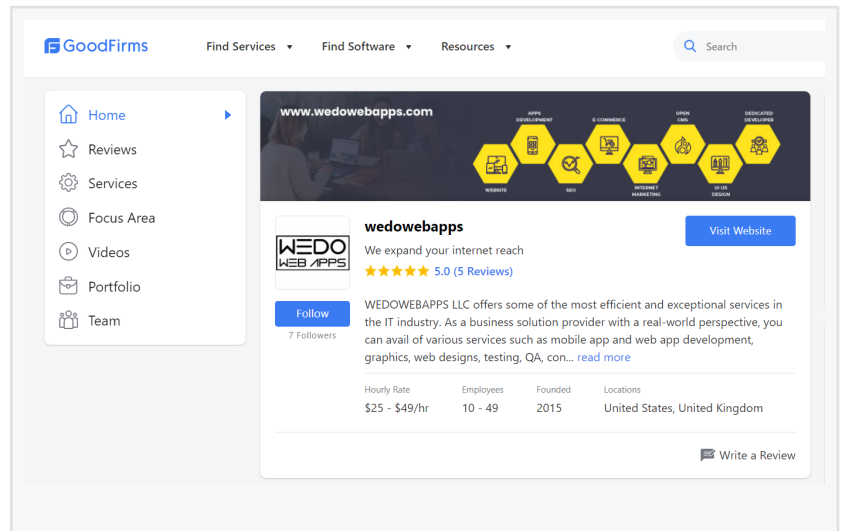 GoodFirms
Find Services ▾ Find Software ▾ Resources ▾
Search
Home
Reviews
Services
Focus Area
Videos
Portfolio
Team
www.wedowebapps.com
APPS DEVELOPMENT
E-COMMERCE
OPEN CMS
DEDICATED DEVELOPER
WEBSITE
SEO
INTERNET MARKETING
UI UX DESIGN
WEDO
WEB APPS
wedowebapps
Visit Website
We expand your internet reach
5.0 (5 Reviews)
Follow
7 Followers
WEDOWEBAPPS LLC offers some of the most efficient and exceptional services in
the IT industry. As a business solution provider with a real-world perspective, you
can avail of various services such as mobile app and web app development,
graphics, web designs, testing, QA, con... read more
Hourly Rate Employees Founded Locations
$25 - $49/hr 10 - 49 2015 United States, United Kingdom
Write a Review